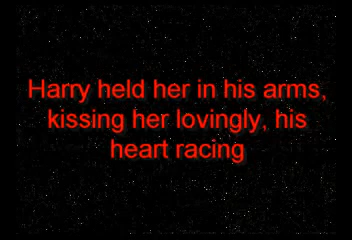 Harry held her in his arms,
kissing her lovingly, his
heart racing